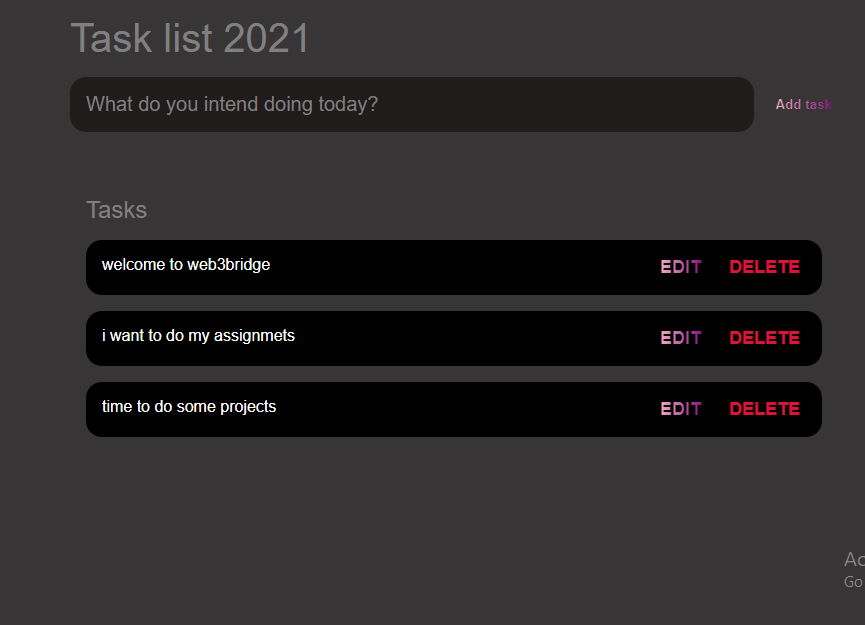 Task list 2021
What do you intend doing today?
Add task
Tasks
welcome to web3bridge
EDIT DELETE
i want to do my assignmets
EDIT DELETE
time to do some projects
EDIT DELETE
Go